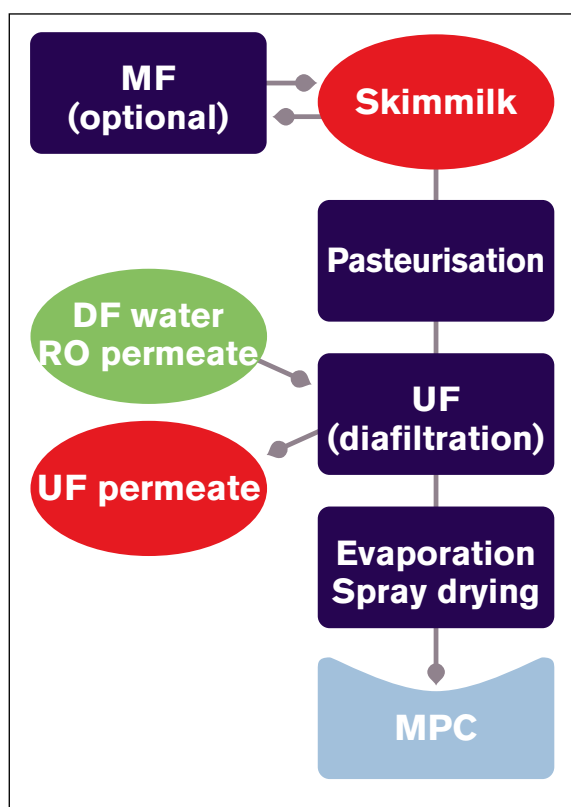 MF
(optional)
Skimmilk
Pasteurisation
DF water
RO permeate
UF
(diafiltration)
UF permeate
Evaporation
Spray drying
MPC